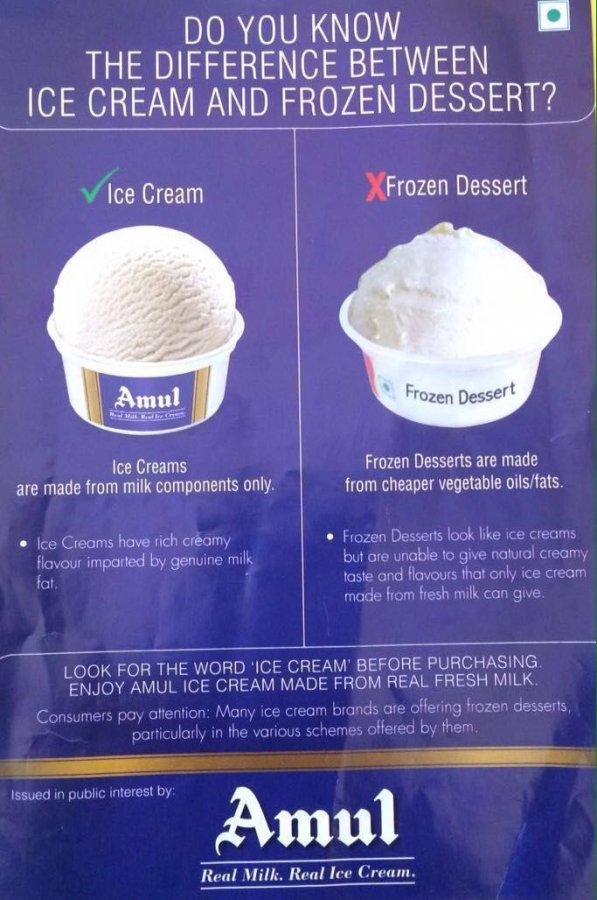 DO YOU KNOW
THE DIFFERENCE BETWEEN
ICE CREAM AND FROZEN DESSERT?
Ice Cream
Amul
Real Milk. Real Ice Cream.
Ice Creams
are made from milk components only.
• Ice Creams have rich creamy
flavour imparted by genuine milk
fat.
XFrozen Dessert
Frozen Dessert
Frozen Desserts are made
from cheaper vegetable oils/fats.
• Frozen Desserts look like ice creams
but are unable to give natural creamy
taste and flavours that only ice cream
made from fresh milk can give.
LOOK FOR THE WORD 'ICE CREAM' BEFORE PURCHASING.
ENJOY AMUL ICE CREAM MADE FROM REAL FRESH MILK.
Consumers pay attention: Many ice cream brands are offering frozen desserts,
particularly in the various schemes offered by them.
Issued in public interest by:
Amul
Real Milk. Real Ice Cream.